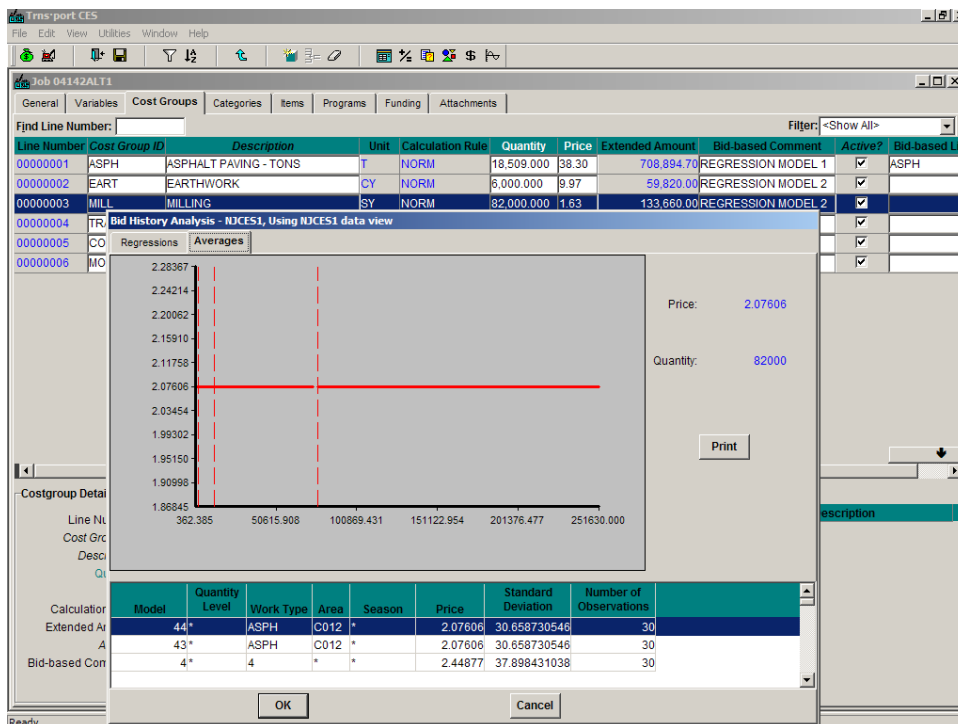 Trns·port CES
File Edit View Utilities Window Help
Job 04142ALT1
General Variables Cost Groups Categories Items Programs Funding Attachments
Find Line Number: Filter: <Show All>
Line Number Cost Group ID Description Unit Calculation Rule Quantity Price Extended Amount Bid-based Comment Active? Bid-based L
00000001 ASPH ASPHALT PAVING - TONS T NORM 18,509.000 38.30 708,894.70 REGRESSION MODEL 1 ASPH
00000002 EART EARTHWORK CY NORM 6,000.000 9.97 59,820.00 REGRESSION MODEL 2
00000003 MILL MILLING SY NORM 82,000.000 1.63 133,660.00 REGRESSION MODEL 2
00000004 TRA
00000005 CO
00000006 MO
Bid History Analysis - NJCES1, Using NJCES1 data view
Regressions Averages
2.28367
2.24214
2.20062
2.15910
2.11758
2.07606
2.03454
1.99302
1.95150
1.90998
1.86845
362.385 50615.908 100869.431 151122.954 201376.477 251630.000
Price: 2.07606
Quantity: 82000
Print
Costgroup Detai
Line Nu
Cost Gro
Descr
Qu
Calculation
Extended Am
A
Bid-based Com
escription
Model Quantity Level Work Type Area Season Price Standard Deviation Number of Observations
44 * ASPH C012 * 2.07606 30.658730546 30
43 * ASPH C012 * 2.07606 30.658730546 30
4 * 4 * * 2.44877 37.898431038 30
OK Cancel
Ready